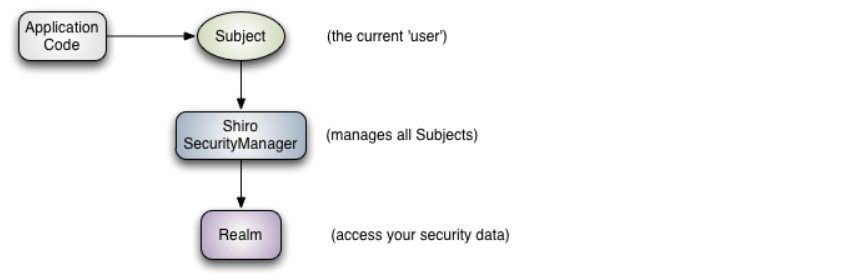 Application
Code
Subject
(the current 'user')
Shiro
SecurityManager
(manages all Subjects)
Realm
(access your security data)